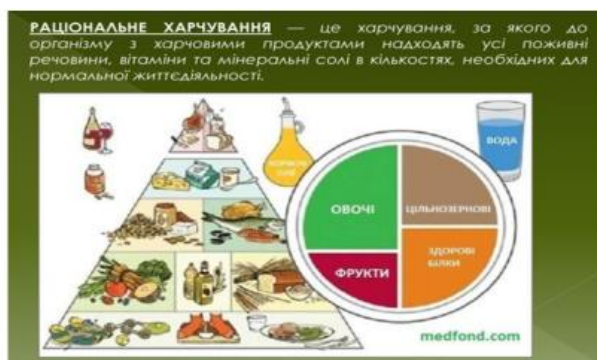 РАЦІОНАЛЬНЕ ХАРЧУВАННЯ — це харчування, за якого до
організму з харчовими продуктами надходять усі поживні
речовини, вітаміни та мінеральні солі в кількостях, необхідних для
нормальної життєдіяльності.
ВОДА
ОВОЧІ
ЦІЛЬНОЗЕРНОВІ
ФРУКТИ
ЗДОРОВІ
БІЛКИ
medfond.com